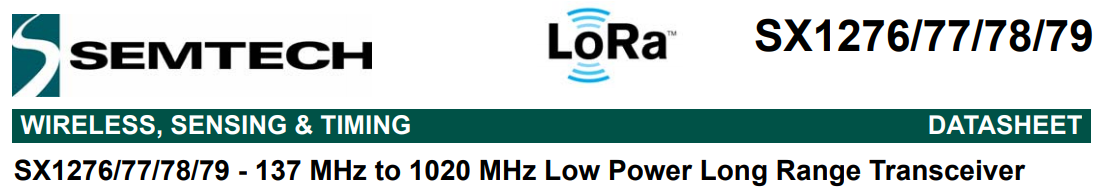 SEMTECH
LoRa™
SX1276/77/78/79
WIRELESS, SENSING & TIMING
DATASHEET
SX1276/77/78/79 - 137 MHz to 1020 MHz Low Power Long Range Transceiver